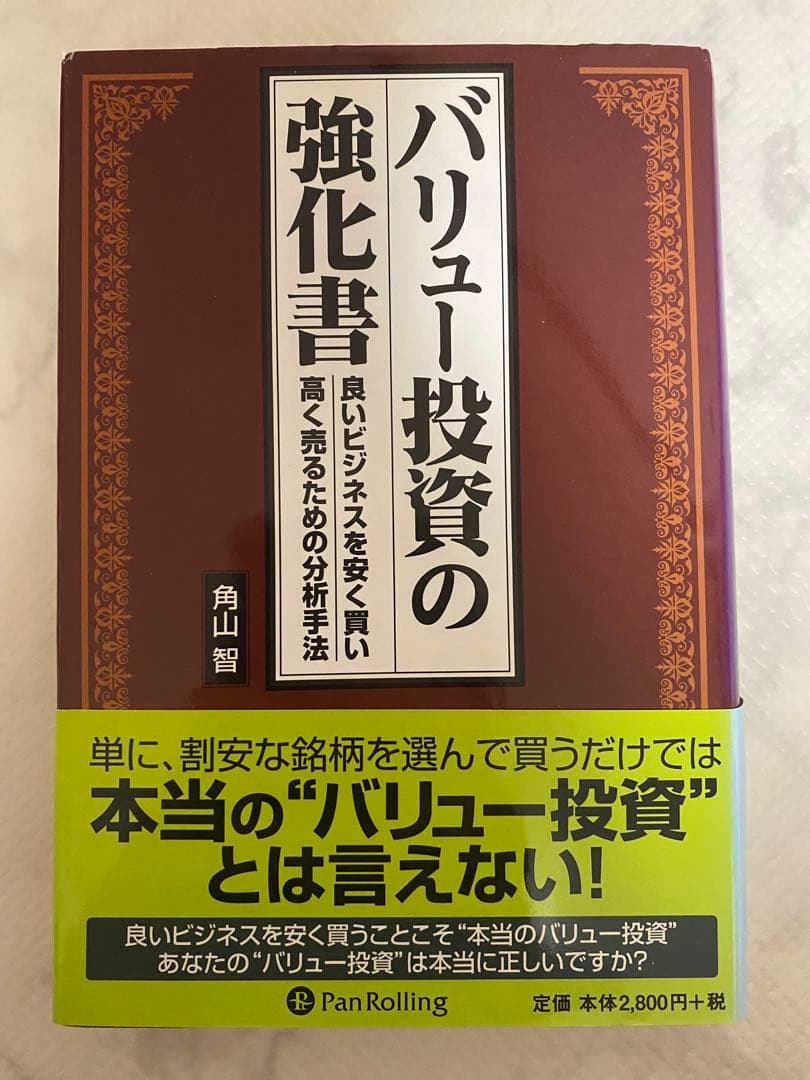 バリュー投資の
強化書
良いビジネスを安く買い
高く売るための分析手法
角山 智
単に、割安な銘柄を選んで買うだけでは
本当の“バリュー投資”
とは言えない!
良いビジネスを安く買うことこそ“本当のバリュー投資”
あなたの“バリュー投資”は本当に正しいですか?
PR PanRolling
定価 本体2,800円+税